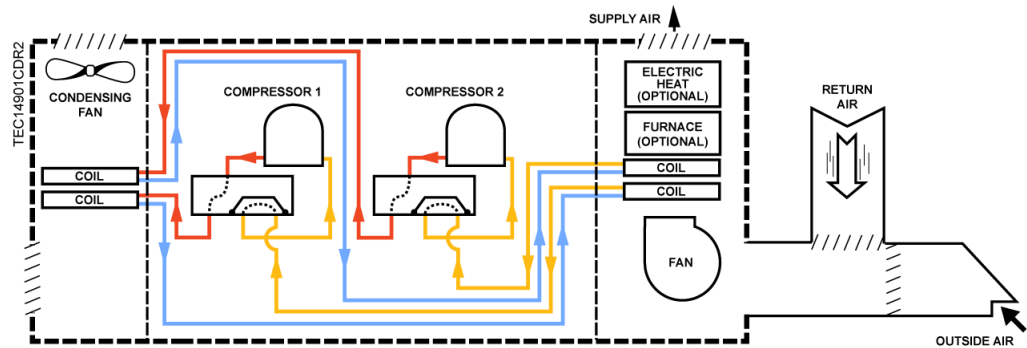 SUPPLY AIR
TEC14901CDR2
CONDENSING
FAN
COMPRESSOR 1
COMPRESSOR 2
ELECTRIC
HEAT
(OPTIONAL)
FURNACE
(OPTIONAL)
RETURN
AIR
COIL
COIL
COIL
COIL
FAN
OUTSIDE AIR